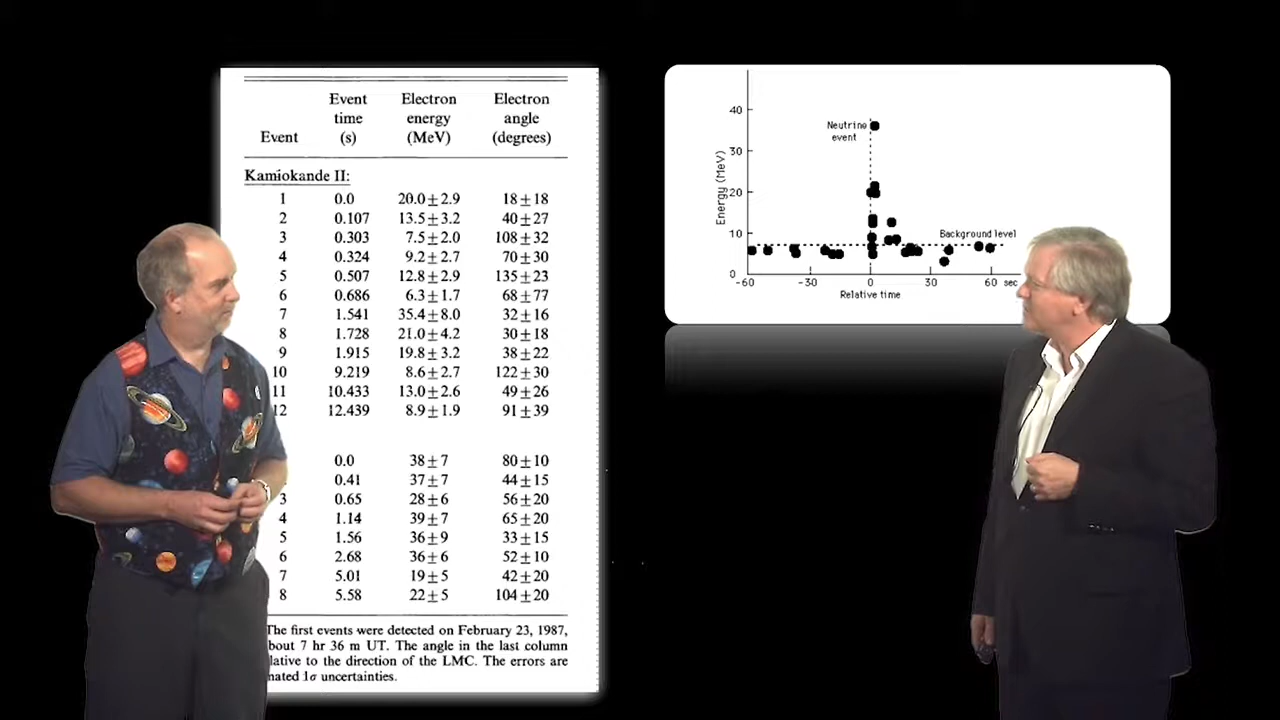 Event Electron Electron
time energy angle
Event (s) (MeV) (degrees)
Kamiokande II:
1 0.0 20.0±2.9 18±18
2 0.107 13.5±3.2 40±27
3 0.303 7.5±2.0 108±32
4 0.324 9.2±2.7 70±30
5 0.507 12.8±2.9 135±23
6 0.686 6.3±1.7 68±77
7 1.541 35.4±8.0 32±16
8 1.728 21.0±4.2 30±18
9 1.915 19.8±3.2 38±22
10 9.219 8.6±2.7 122±30
11 10.433 13.0±2.6 49±26
12 12.439 8.9±1.9 91±39
0.0 38±7 80±10
0.41 37±7 44±15
3 0.65 28±6 56±20
4 1.14 39±7 65±20
5 1.56 36±9 33±15
6 2.68 36±6 52±10
7 5.01 19±5 42±20
8 5.58 22±5 104±20
The first events were detected on February 23, 1987,
7 hr 36 m UT. The angle in the last column
to the direction of the LMC. The errors are
1σ uncertainties.
Energy (MeV)
40
30
20
10
0
Neutrino
event
Background level
-60 -30 0 30 60 sec
Relative time